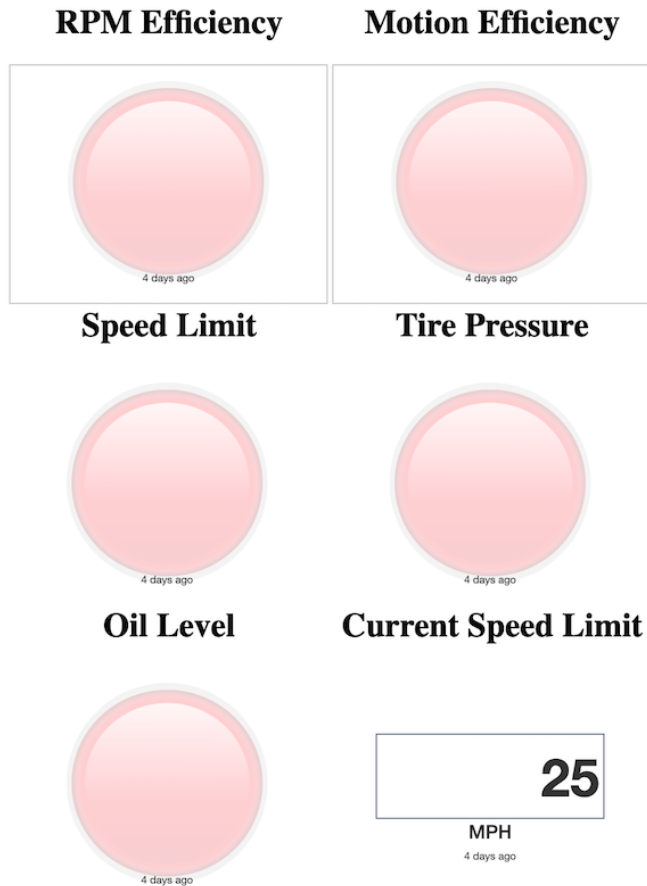 RPM Efficiency
Motion Efficiency
4 days ago
4 days ago
Speed Limit
Tire Pressure
4 days ago
4 days ago
Oil Level
Current Speed Limit
25
MPH
4 days ago
4 days ago